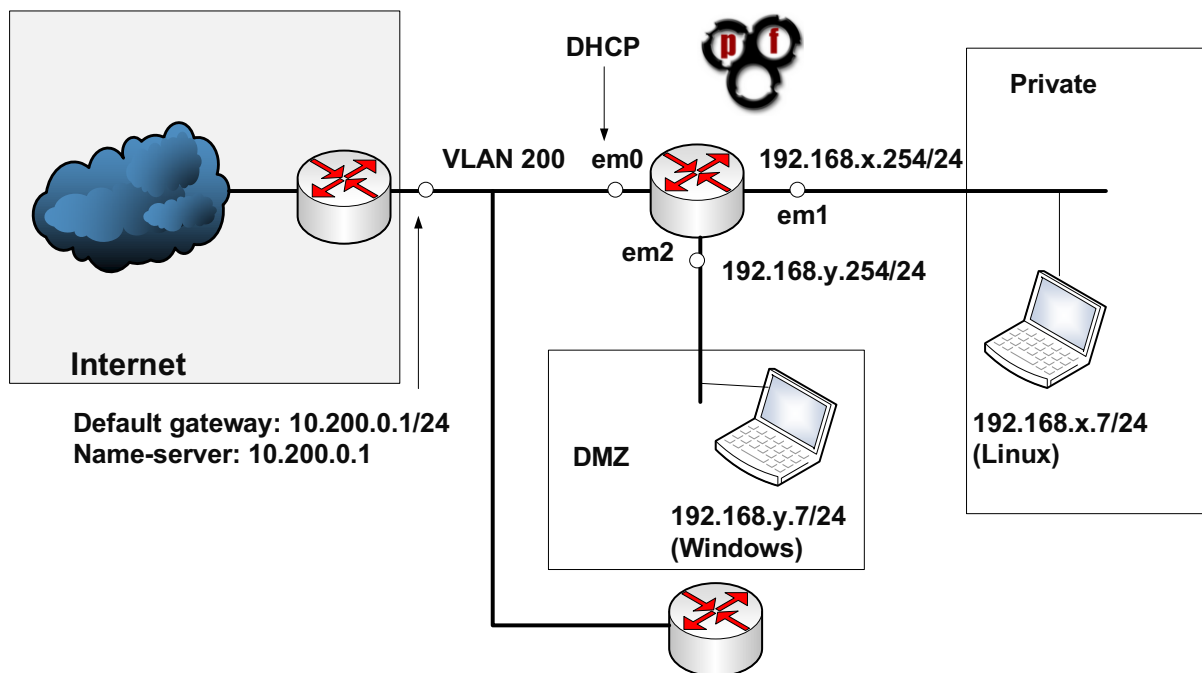 DHCP
p f
Private
VLAN 200
em0
192.168.x.254/24
em1
em2
192.168.y.254/24
Internet
Default gateway: 10.200.0.1/24
Name-server: 10.200.0.1
DMZ
192.168.y.7/24
(Windows)
192.168.x.7/24
(Linux)